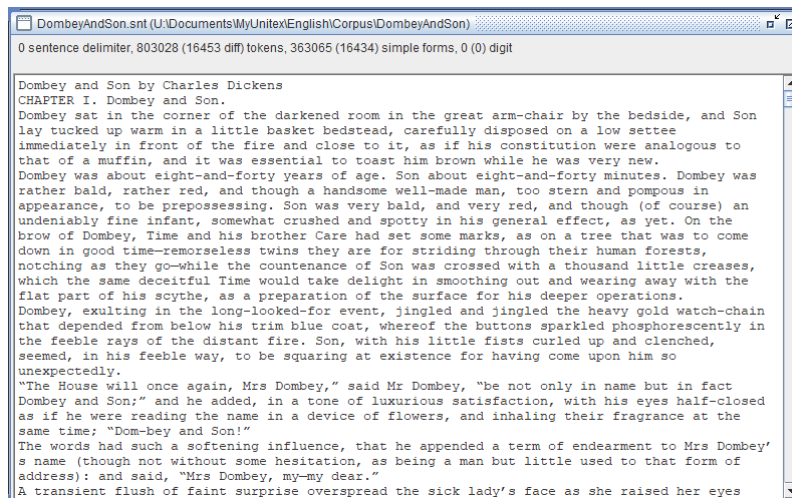 DombeyAndSon.snt (U:\Documents\MyUnitex\English\Corpus\DombeyAndSon)
0 sentence delimiter, 803028 (16453 diff) tokens, 363065 (16434) simple forms, 0 (0) digit
Dombey and Son by Charles Dickens
CHAPTER I. Dombey and Son.
Dombey sat in the corner of the darkened room in the great arm-chair by the bedside, and Son
lay tucked up warm in a little basket bedstead, carefully disposed on a low settee
immediately in front of the fire and close to it, as if his constitution were analogous to
that of a muffin, and it was essential to toast him brown while he was very new.
Dombey was about eight-and-forty years of age. Son about eight-and-forty minutes. Dombey was
rather bald, rather red, and though a handsome well-made man, too stern and pompous in
appearance, to be prepossessing. Son was very bald, and very red, and though (of course) an
undeniably fine infant, somewhat crushed and spotty in his general effect, as yet. On the
brow of Dombey, Time and his brother Care had set some marks, as on a tree that was to come
down in good time—remorseless twins they are for striding through their human forests,
notching as they go—while the countenance of Son was crossed with a thousand little creases,
which the same deceitful Time would take delight in smoothing out and wearing away with the
flat part of his scythe, as a preparation of the surface for his deeper operations.
Dombey, exulting in the long-looked-for event, jingled and jingled the heavy gold watch-chain
that depended from below his trim blue coat, whereof the buttons sparkled phosphorescently in
the feeble rays of the distant fire. Son, with his little fists curled up and clenched,
seemed, in his feeble way, to be squaring at existence for having come upon him so
unexpectedly.
“The House will once again, Mrs Dombey,” said Mr Dombey, “be not only in name but in fact
Dombey and Son;” and he added, in a tone of luxurious satisfaction, with his eyes half-closed
as if he were reading the name in a device of flowers, and inhaling their fragrance at the
same time; “Dom-bey and Son!”
The words had such a softening influence, that he appended a term of endearment to Mrs Dombey’
s name (though not without some hesitation, as being a man but little used to that form of
address): and said, “Mrs Dombey, my—my dear.”
A transient flush of faint surprise overspread the sick lady’s face as she raised her eyes